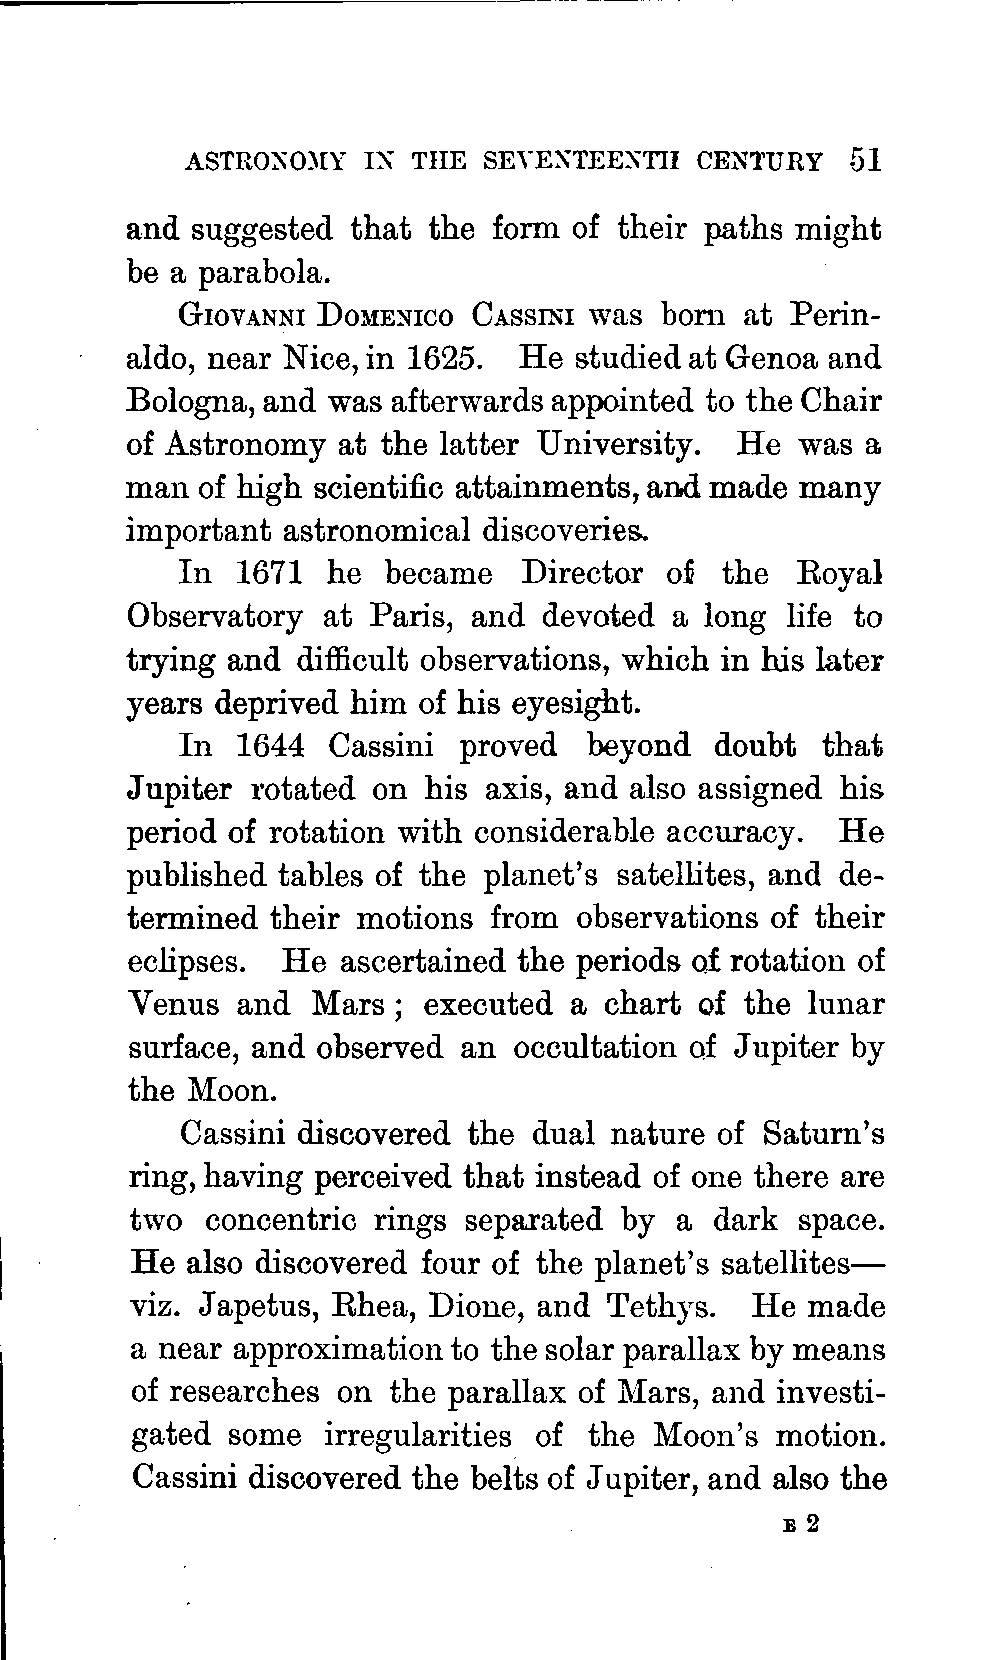 ASTRONOMY IN THE SEVENTEENTH CENTURY 51
and suggested that the form of their paths might
be a parabola.
GIOVANNI DOMENICO CASSINI was born at Perin-
aldo, near Nice, in 1625. He studied at Genoa and
Bologna, and was afterwards appointed to the Chair
of Astronomy at the latter University. He was a
man of high scientific attainments, and made many
important astronomical discoveries.
In 1671 he became Director of the Royal
Observatory at Paris, and devoted a long life to
trying and difficult observations, which in his later
years deprived him of his eyesight.
In 1644 Cassini proved beyond doubt that
Jupiter rotated on his axis, and also assigned his
period of rotation with considerable accuracy. He
published tables of the planet's satellites, and de-
termined their motions from observations of their
eclipses. He ascertained the periods of rotation of
Venus and Mars ; executed a chart of the lunar
surface, and observed an occultation of Jupiter by
the Moon.
Cassini discovered the dual nature of Saturn's
ring, having perceived that instead of one there are
two concentric rings separated by a dark space.
He also discovered four of the planet's satellites—
viz. Japetus, Rhea, Dione, and Tethys. He made
a near approximation to the solar parallax by means
of researches on the parallax of Mars, and investi-
gated some irregularities of the Moon's motion.
Cassini discovered the belts of Jupiter, and also the
E 2